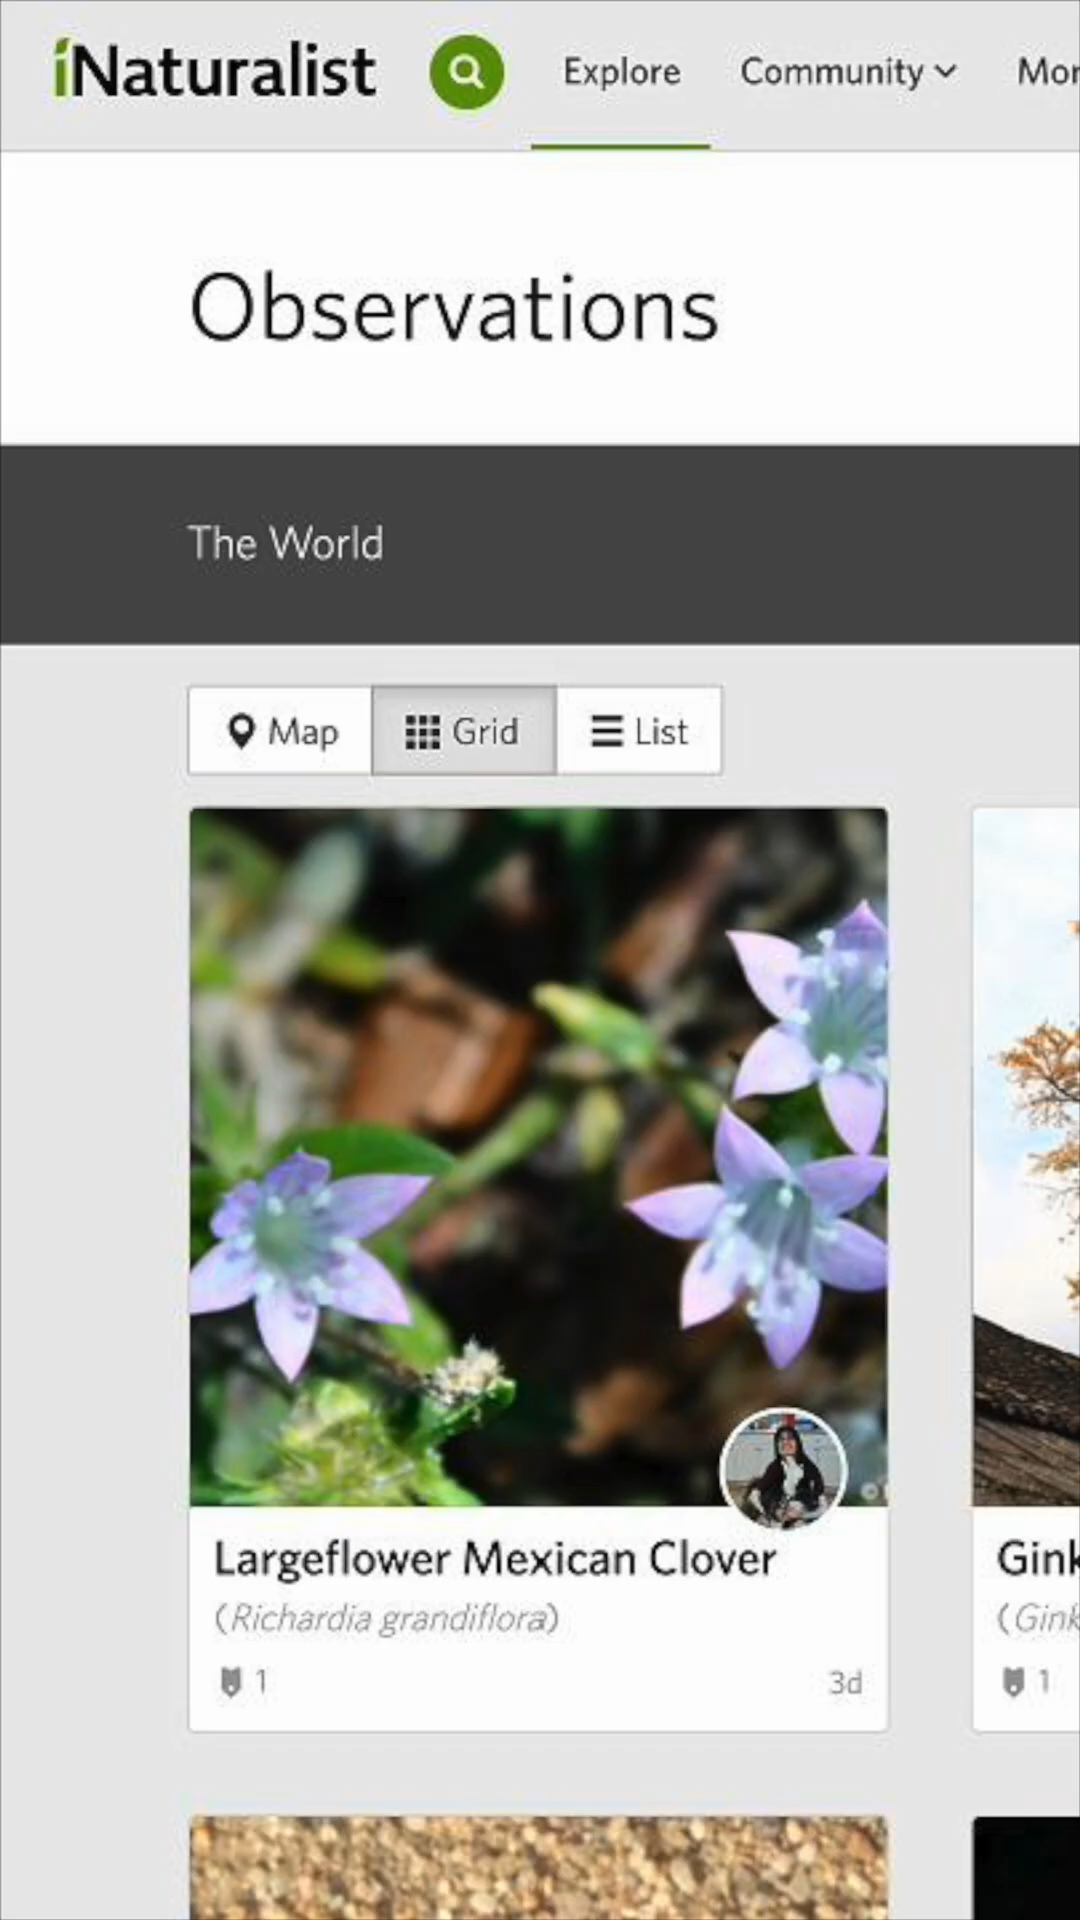 iNaturalist Explore Community
Observations
The World
Map Grid List
Largeflower Mexican Clover
(Richardia grandiflora)
1 3d
1